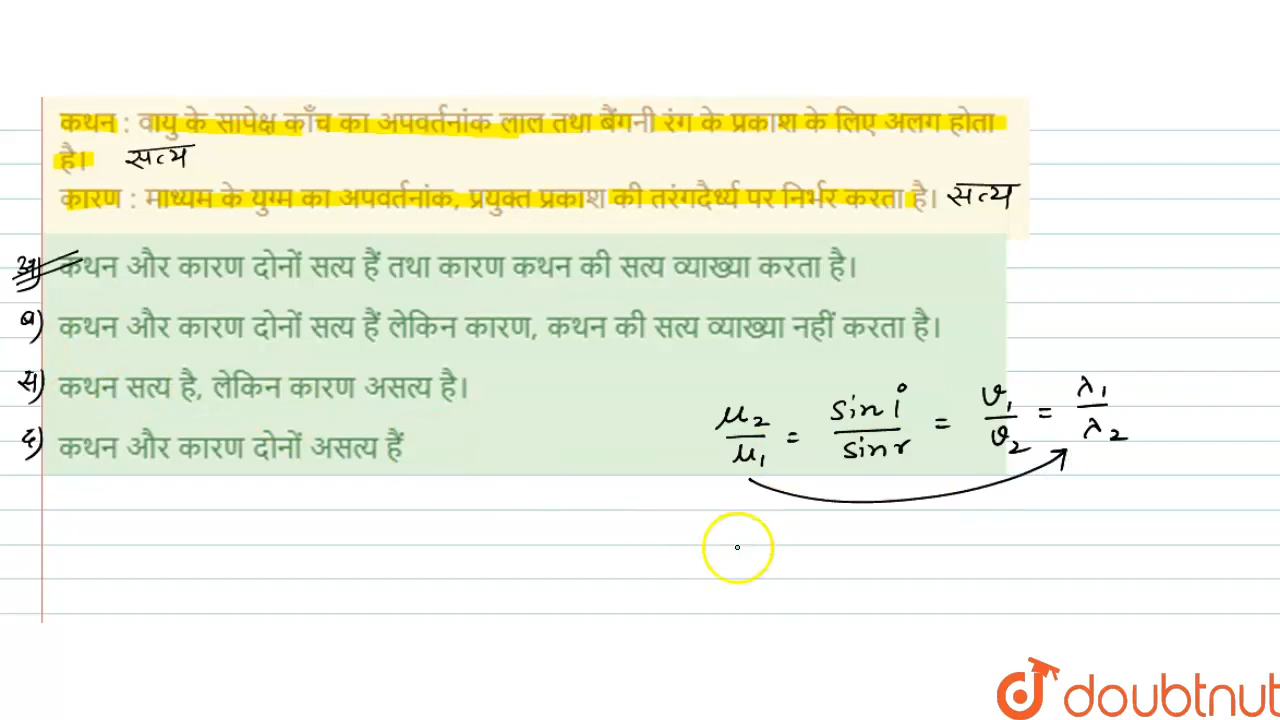 कथन : वायु के सापेक्ष काँच का अपवर्तनांक लाल तथा बैंगनी रंग के प्रकाश के लिए अलग होता
है। सत्य
कारण : माध्यम के युग्म का अपवर्तनांक, प्रयुक्त प्रकाश की तरंगदैर्ध्य पर निर्भर करता है। सत्य
अ) कथन और कारण दोनों सत्य हैं तथा कारण कथन की सत्य व्याख्या करता है।
ब) कथन और कारण दोनों सत्य हैं लेकिन कारण, कथन की सत्य व्याख्या नहीं करता है।
स) कथन सत्य है, लेकिन कारण असत्य है।
द) कथन और कारण दोनों असत्य हैं
μ2/μ1 = sin i/sin r = v1/v2 = λ1/λ2
doubtnut